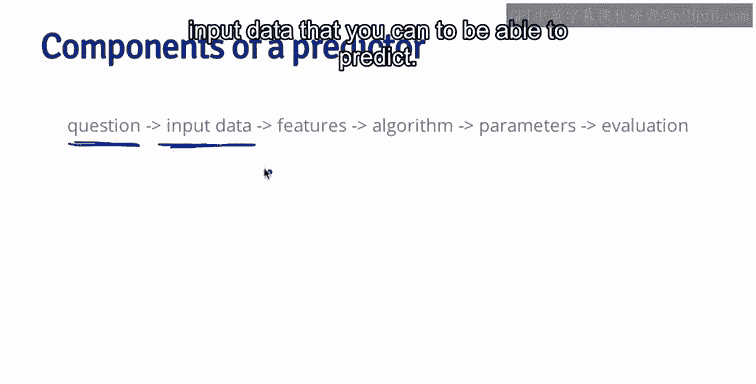 input data that you can to be able to
predict.
Components of a predictor
question -> input data -> features -> algorithm -> parameters -> evaluation